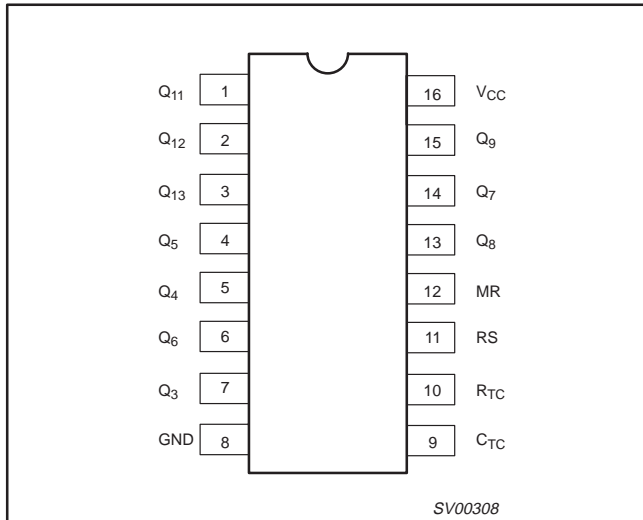 Q11 1 16 VCC
Q12 2 15 Q9
Q13 3 14 Q7
Q5 4 13 Q8
Q4 5 12 MR
Q6 6 11 RS
Q3 7 10 RTC
GND 8 9 CTC
SV00308